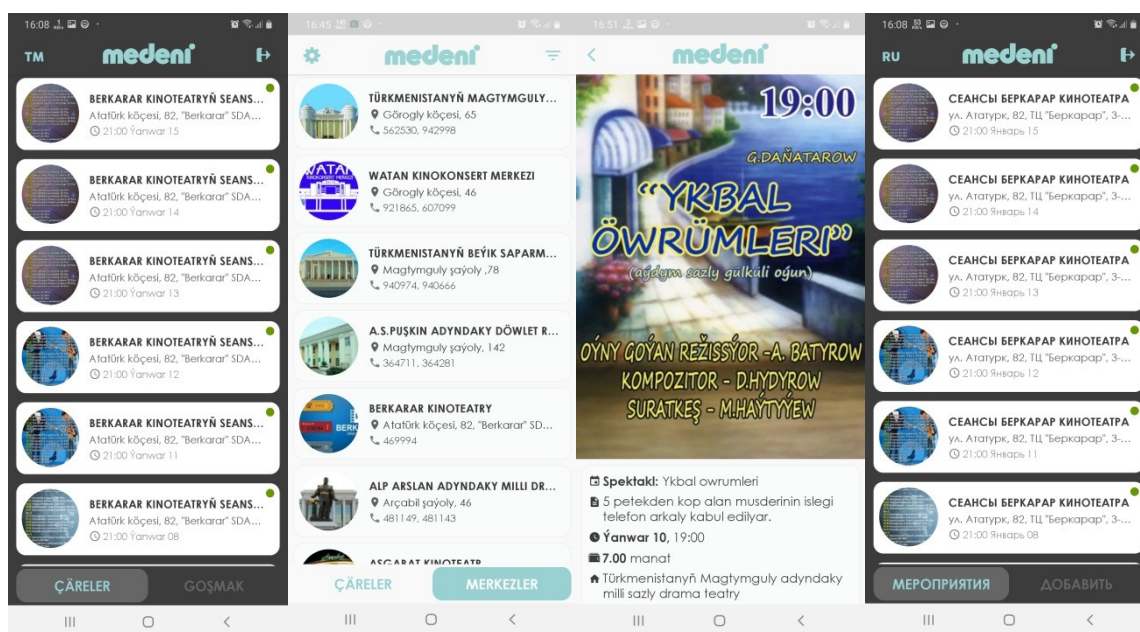 16:08
TM
medeni
BERKARAR KINOTEATRYŇ SEANS...
Atatürk köçesi, 82, "Berkarar" SDA...
21:00 Ýanwar 15
BERKARAR KINOTEATRYŇ SEANS...
Atatürk köçesi, 82, "Berkarar" SDA...
21:00 Ýanwar 14
BERKARAR KINOTEATRYŇ SEANS...
Atatürk köçesi, 82, "Berkarar" SDA...
21:00 Ýanwar 13
BERKARAR KINOTEATRYŇ SEANS...
Atatürk köçesi, 82, "Berkarar" SDA...
21:00 Ýanwar 12
BERKARAR KINOTEATRYŇ SEANS...
Atatürk köçesi, 82, "Berkarar" SDA...
21:00 Ýanwar 11
BERKARAR KINOTEATRYŇ SEANS...
Atatürk köçesi, 82, "Berkarar" SDA...
21:00 Ýanwar 08
ÇÄRELER
GOŞMAK
16:45
medeni
TÜRKMENISTANYŇ MAGTYMGULY...
Görogly köçesi, 65
562530, 942998
WATAN
WATAN KINOKONSERT MERKEZI
Görogly köçesi, 46
921865, 607099
TÜRKMENISTANYŇ BEÝIK SAPARM...
Magtymguly şaýoly ,78
940974, 940666
A.S.PUŞKIN ADYNDAKY DÖWLET R...
Magtymguly şaýoly, 142
364711, 364281
BERK
BERKARAR KINOTEATRY
Atatürk köçesi, 82, "Berkarar" SD...
469994
ALP ARSLAN ADYNDAKY MILLI DR...
Arçabil şaýoly, 46
481149, 481143
AŞGABAT KINOTEATR
ÇÄRELER
MERKEZLER
16:51
medeni
19:00
G.DAŇATAROW
“YKBAL
ÖWRÜMLERI”
(aýdym sazly gülküli oýun)
OÝNY GOÝAN REŽISSÝOR -A. BATYROW
KOMPOZITOR - D.HYDYROW
SURATKEŞ - M.HAÝTYÝEW
Spektakl: Ykbal owrumleri
5 petekden kop alan musderinin islegi
telefon arkaly kabul edilyar.
Ýanwar 10, 19:00
7.00 manat
Türkmenistanyň Magtymguly adyndaky
milli sazly drama teatry
16:08
RU
medeni
СЕАНСЫ БЕРКАРАР КИНОТЕАТРА
ул. Ататурк, 82, ТЦ "Беркарар", 3-...
21:00 Январь 15
СЕАНСЫ БЕРКАРАР КИНОТЕАТРА
ул. Ататурк, 82, ТЦ "Беркарар", 3-...
21:00 Январь 14
СЕАНСЫ БЕРКАРАР КИНОТЕАТРА
ул. Ататурк, 82, ТЦ "Беркарар", 3-...
21:00 Январь 13
СЕАНСЫ БЕРКАРАР КИНОТЕАТРА
ул. Ататурк, 82, ТЦ "Беркарар", 3-...
21:00 Январь 12
СЕАНСЫ БЕРКАРАР КИНОТЕАТРА
ул. Ататурк, 82, ТЦ "Беркарар", 3-...
21:00 Январь 11
СЕАНСЫ БЕРКАРАР КИНОТЕАТРА
ул. Ататурк, 82, ТЦ "Беркарар", 3-...
21:00 Январь 08
МЕРОПРИЯТИЯ
ДОБАВИТЬ